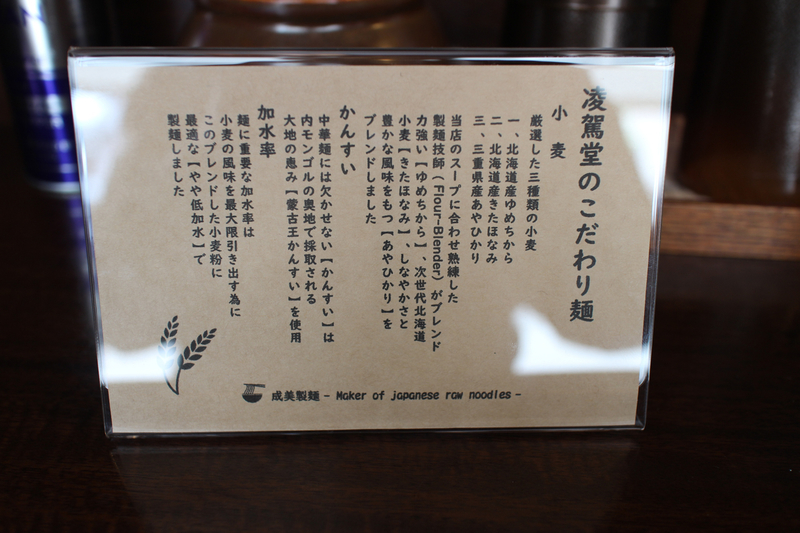 凌駕堂のこだわり麺
小麦
厳選した三種類の小麦
一、北海道産ゆめちから
二、北海道産きたほなみ
三、三重県産あやひかり
当店のスープに合わせ熟練した
製麺技師(Flour-Blender)がブレンド
力強い【ゆめちから】、次世代北海道
小麦【きたほなみ】、しなやかさと
豊かな風味をもつ【あやひかり】を
ブレンドしました
かんすい
中華麺には欠かせない【かんすい】は
内モンゴルの奥地で採取される
大地の恵み【蒙古王かんすい】を使用
加水率
麺に重要な加水率は
小麦の風味を最大限引き出す為に
このブレンドした小麦粉に
最適な【やや低加水】で
製麺しました
成美製麺 - Maker of japanese raw noodles -